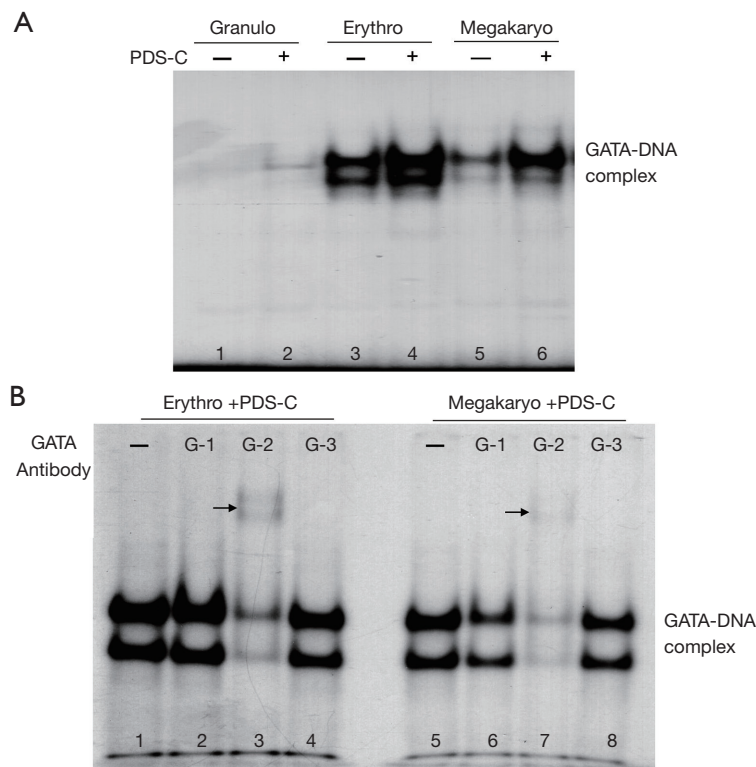 A
Granulo Erythro Megakaryo
PDS-C — + — + — +
GATA-DNA
complex
1 2 3 4 5 6
B
Erythro +PDS-C Megakaryo +PDS-C
GATA
Antibody
— G-1 G-2 G-3 — G-1 G-2 G-3
GATA-DNA
complex
1 2 3 4 5 6 7 8